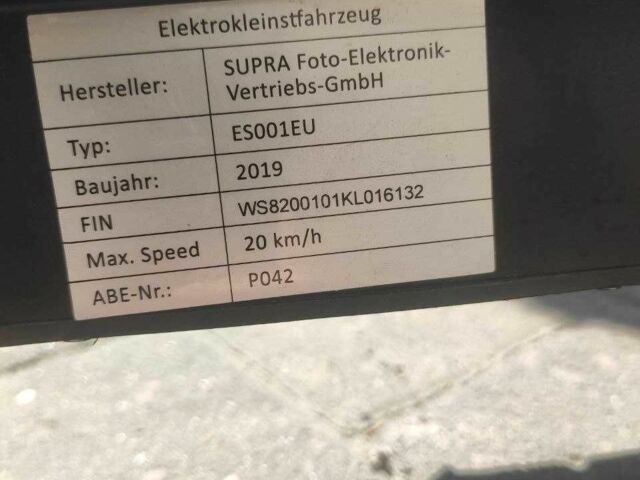 Elektrokleinstfahrzeug
Hersteller: SUPRA Foto-Elektronik-
Vertriebs-GmbH
Typ: ES001EU
Baujahr: 2019
FIN WS8200101KL016132
Max. Speed 20 km/h
ABE-Nr.: P042